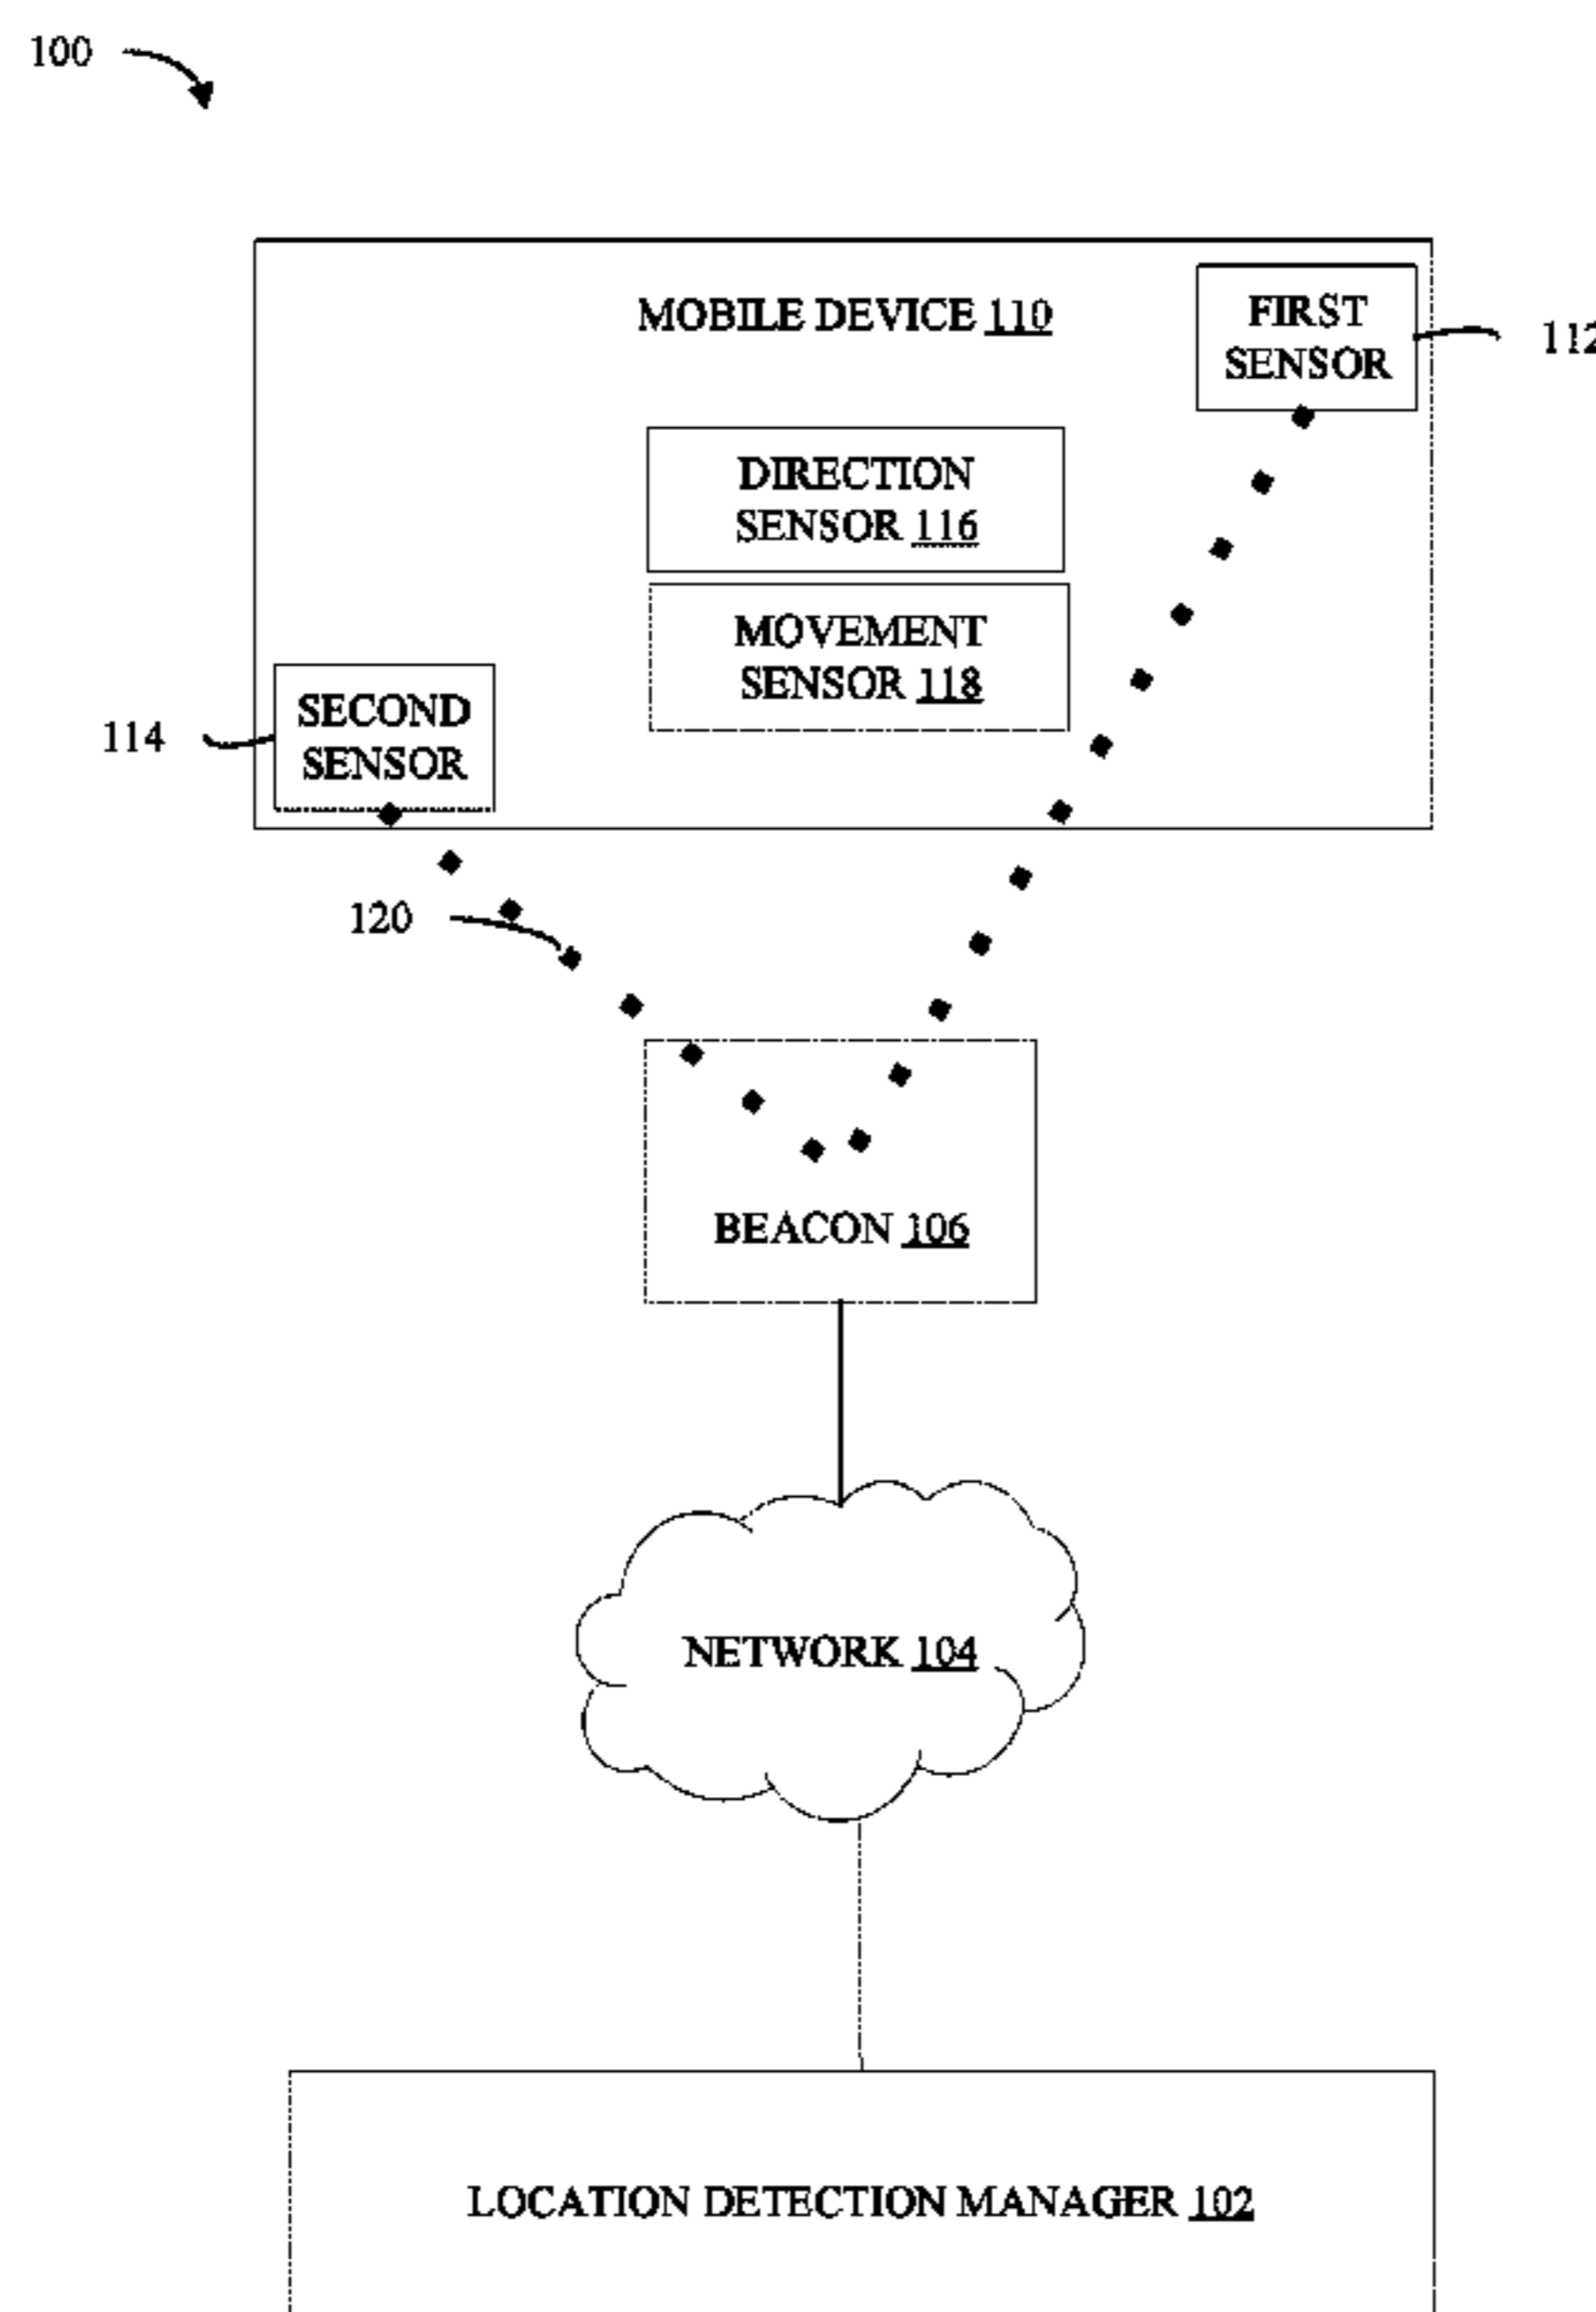 100
MOBILE DEVICE 110
FIRST
SENSOR
112
DIRECTION
SENSOR 116
MOVEMENT
SENSOR 118
SECOND
SENSOR
114
120
BEACON 106
NETWORK 104
LOCATION DETECTION MANAGER 102